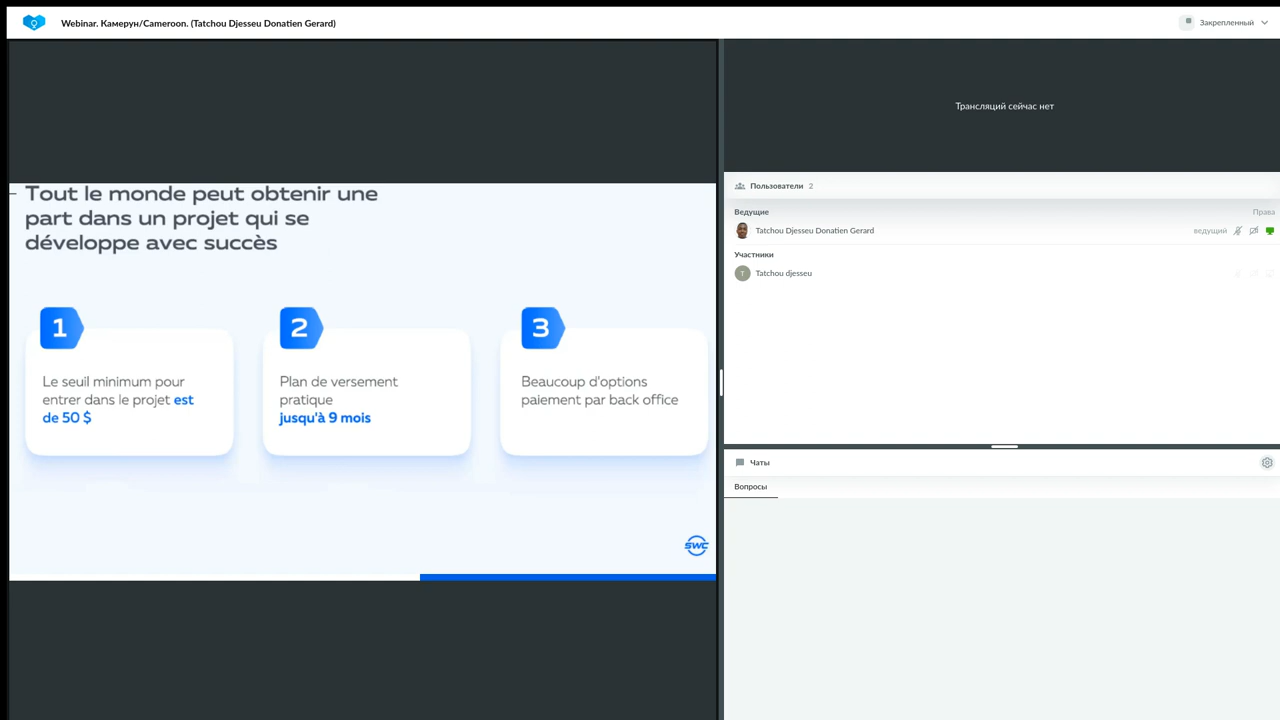 Webinar. Камерун/Cameroon. (Tatchou Djesseu Donatien Gerard)
Закрепленный
Tout le monde peut obtenir une
part dans un projet qui se
développe avec succès
1
Le seuil minimum pour
entrer dans le projet est
de 50 $
2
Plan de versement
pratique
jusqu'à 9 mois
3
Beaucoup d'options
paiement par back office
SWC
Трансляций сейчас нет
Пользователи 2
Ведущие Права
Tatchou Djesseu Donatien Gerard ведущий
Участники
T Tatchou djesseu
Чаты
Вопросы